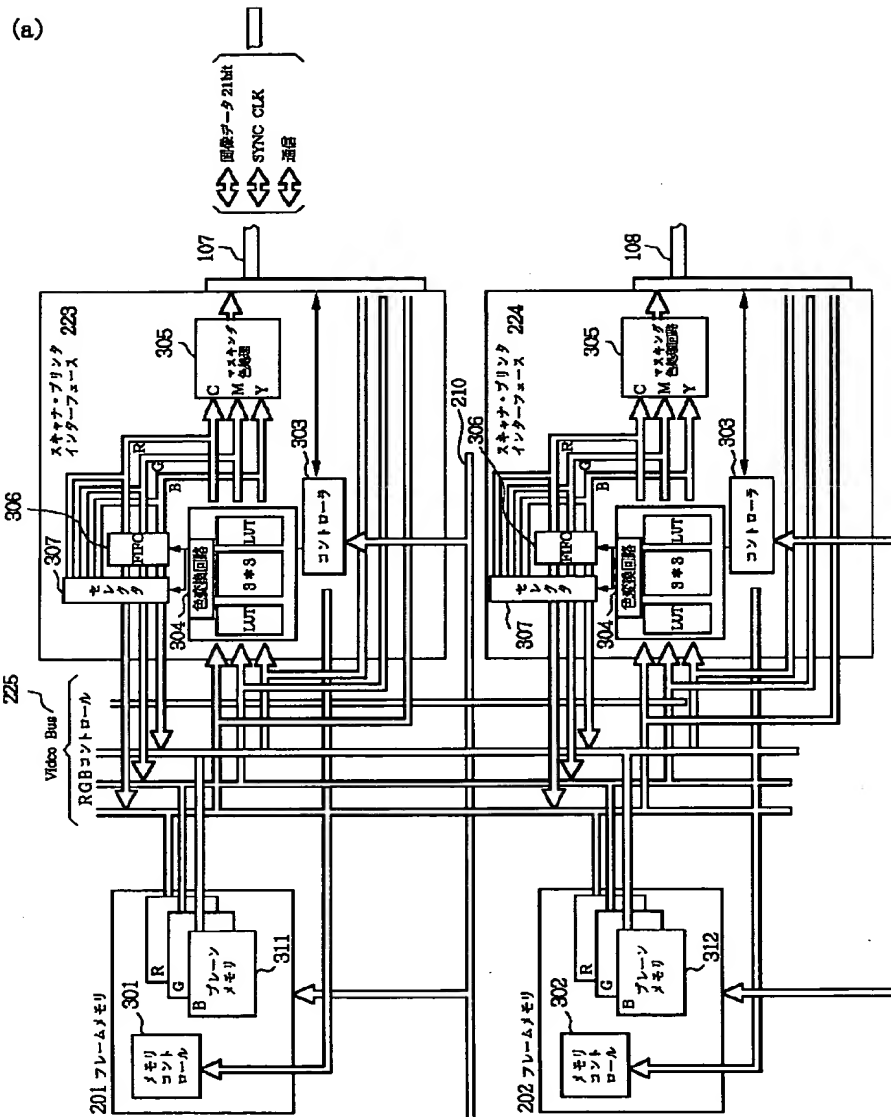 (a)
画像データ21bit
SYNC CLK
通信
107
スキャナ・プリンタ
インターフェース 223
305
マスキング
色処理
C
M
Y
R
G
B
306
307
FIFO
セレクタ
304
色変換回路
LUT
3*3
LUT
303
コントローラ
225
Video Bus
RGBコントロール
210
201 フレームメモリ
301
メモリ
コントロ
ール
R
G
B
プレーン
メモリ
311
108
スキャナ・プリンタ
インターフェース 224
305
マスキング
色処理回路
C
M
Y
R
G
B
306
307
FIFO
セレクタ
304
色変換回路
LUT
3*3
LUT
303
コントローラ
202 フレームメモリ
302
メモリ
コントロ
ール
R
G
B
プレーン
メモリ
312